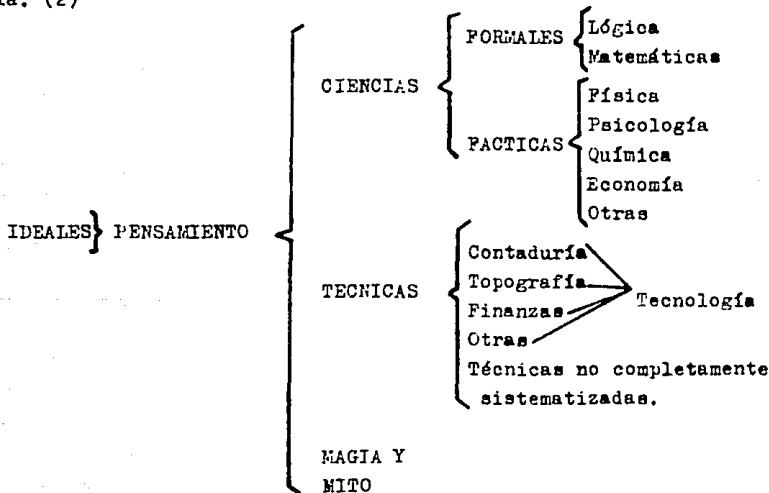 ía. (2)
FORMALES
Lógica
Matemáticas
CIENCIAS
FACTICAS
Física
Psicología
Química
Economía
Otras
IDEALES} PENSAMIENTO
TECNICAS
Contaduría
Topografía
Finanzas
Otras
Tecnología
Técnicas no completamente
sistematizadas.
MAGIA Y
MITO